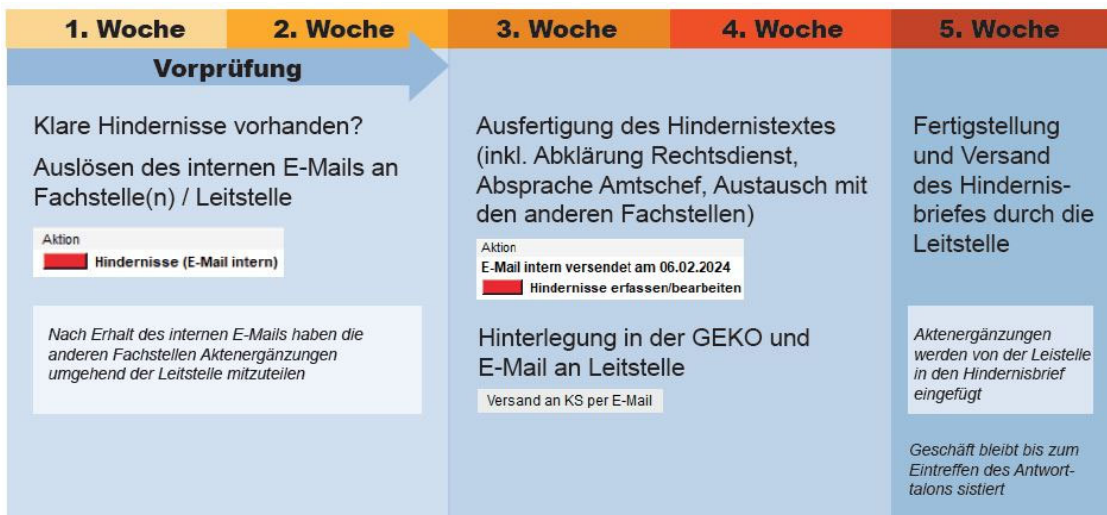 1. Woche
2. Woche
3. Woche
4. Woche
5. Woche
Vorprüfung
Klare Hindernisse vorhanden?
Auslösen des internen E-Mails an
Fachstelle(n) / Leitstelle
Aktion
Hindernisse (E-Mail intern)
Nach Erhalt des internen E-Mails haben die
anderen Fachstellen Aktenergänzungen
umgehend der Leitstelle mitzuteilen
Ausfertigung des Hindernistextes
(inkl. Abklärung Rechtsdienst,
Absprache Amtschef, Austausch mit
den anderen Fachstellen)
Aktion
E-Mail intern versendet am 06.02.2024
Hindernisse erfassen/bearbeiten
Hinterlegung in der GEKO und
E-Mail an Leitstelle
Versand an KS per E-Mail
Fertigstellung
und Versand
des Hindernis-
briefes durch die
Leitstelle
Aktenergänzungen
werden von der Leistelle
in den Hindernisbrief
eingefügt
Geschäft bleibt bis zum
Eintreffen des Antwort-
talons sistiert